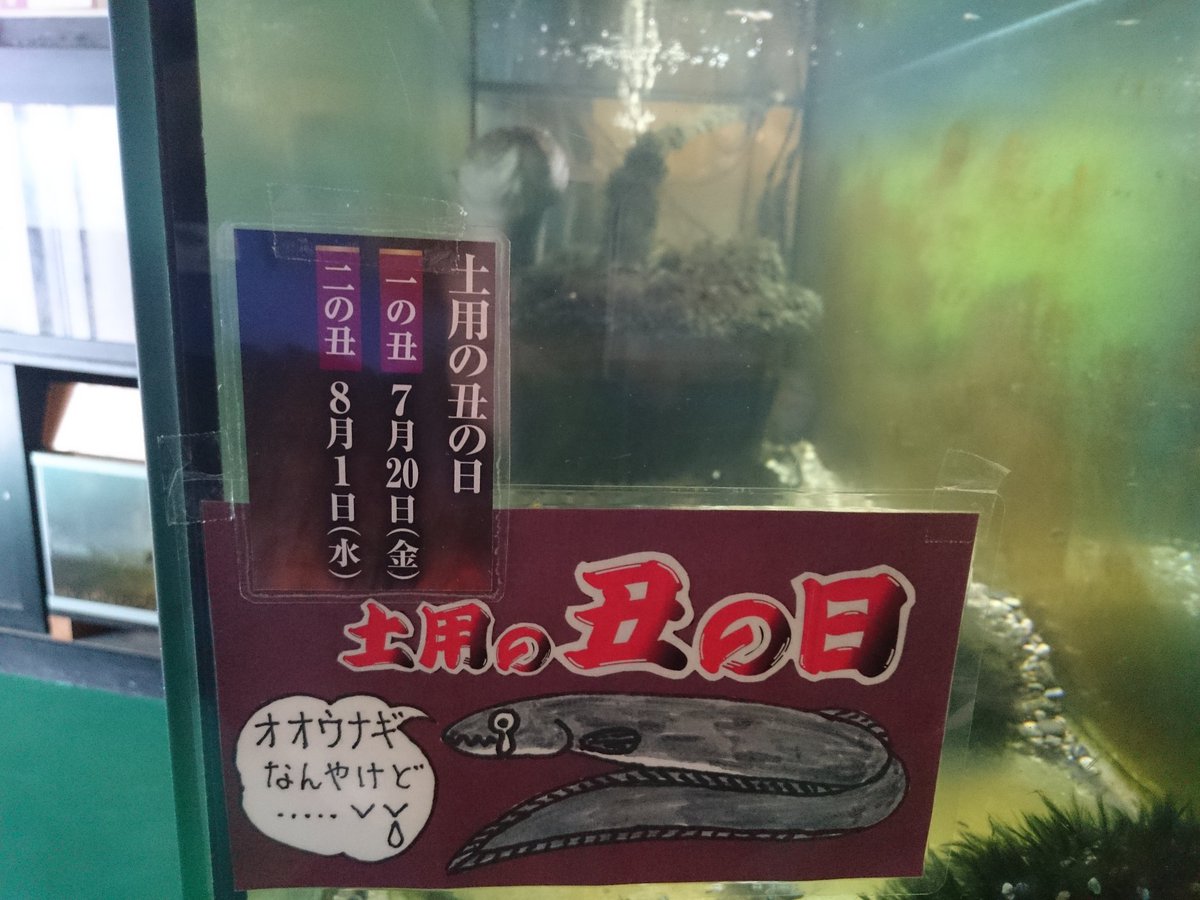 土用の丑の日
一の丑 7月20日(金)
二の丑 8月1日(水)
土用の丑の日
オオウナギ
なんやけど
.....